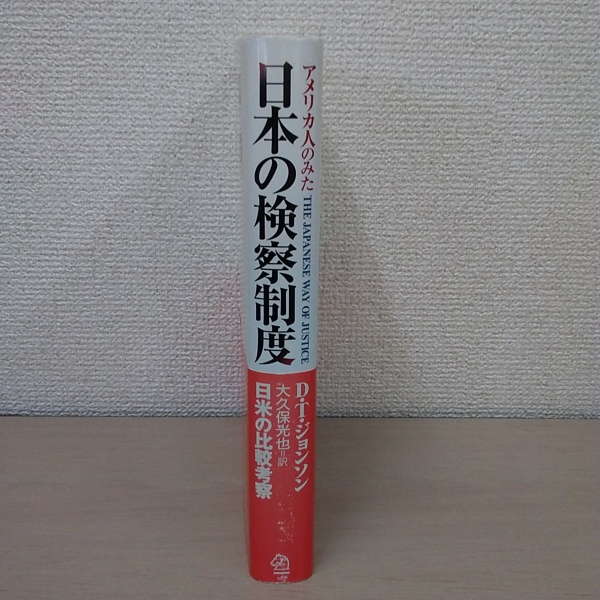 アメリカ人のみた
日本の検察制度
THE JAPANESE WAY OF JUSTICE
D・T・ジョンソン
大久保光也=訳
日米の比較考察